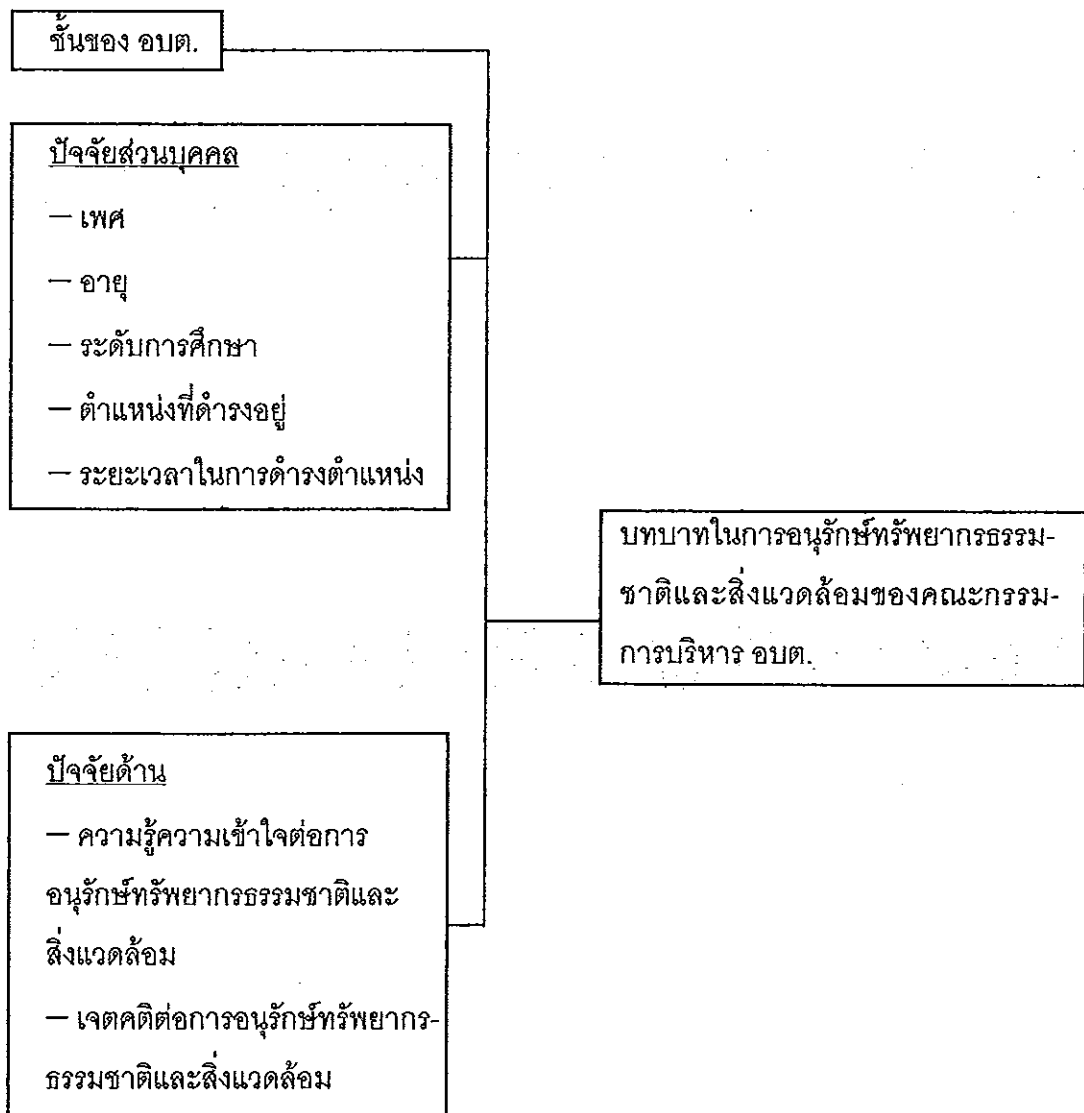 ชั้นของ อบต.
ปัจจัยส่วนบุคคล
— เพศ
— อายุ
— ระดับการศึกษา
— ตำแหน่งที่ดำรงอยู่
— ระยะเวลาในการดำรงตำแหน่ง
บทบาทในการอนุรักษ์ทรัพยากรธรรม-
ชาติและสิ่งแวดล้อมของคณะกรรม-
การบริหาร อบต.
ปัจจัยด้าน
— ความรู้ความเข้าใจต่อการ
อนุรักษ์ทรัพยากรธรรมชาติและ
สิ่งแวดล้อม
— เจตคติต่อการอนุรักษ์ทรัพยากร-
ธรรมชาติและสิ่งแวดล้อม